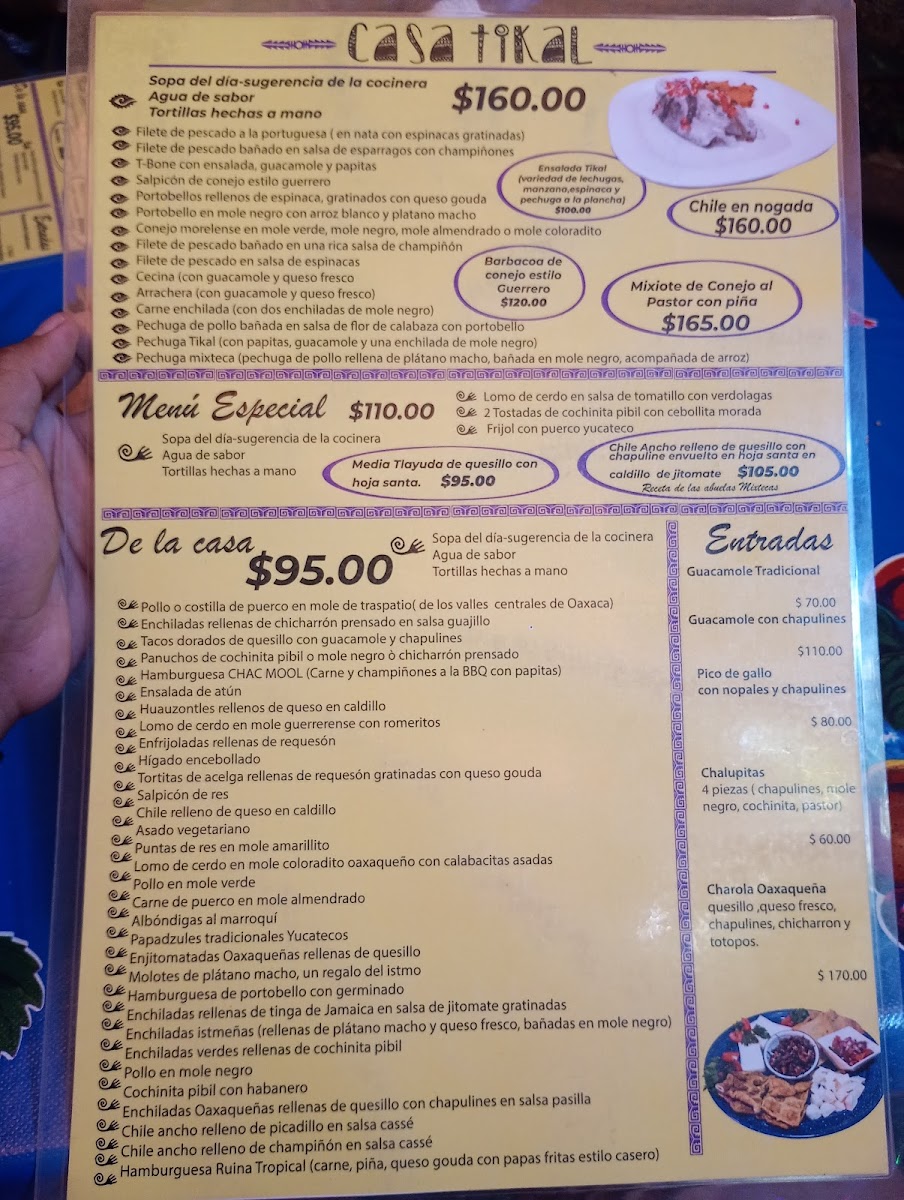 CASA TIKAL
Sopa del día-sugerencia de la cocinera
Agua de sabor
Tortillas hechas a mano
$160.00
Filete de pescado a la portuguesa ( en nata con espinacas gratinadas)
Filete de pescado bañado en salsa de esparragos con champiñones
T-Bone con ensalada, guacamole y papitas
Salpicón de conejo estilo guerrero
Portobellos rellenos de espinaca, gratinados con queso gouda
Portobello en mole negro con arroz blanco y platano macho
Conejo morelense en mole verde, mole negro, mole almendrado o mole coloradito
Filete de pescado bañado en una rica salsa de champiñón
Filete de pescado en salsa de espinacas
Cecina (con guacamole y queso fresco
Arrachera (con guacamole y queso fresco)
Carne enchilada (con dos enchiladas de mole negro)
Pechuga de pollo bañada en salsa de flor de calabaza con portobello
Pechuga Tikal (con papitas, guacamole y una enchilada de mole negro)
Pechuga mixteca (pechuga de pollo rellena de plátano macho, bañada en mole negro, acompañada de arroz)
Ensalada Tikal
(variedad de lechugas,
manzana,espinaca y
pechuga a la plancha)
$100.00
Chile en nogada
$160.00
Barbacoa de
conejo estilo
Guerrero
$120.00
Mixiote de Conejo al
Pastor con piña
$165.00
Menú Especial $110.00
Sopa del día-sugerencia de la cocinera
Agua de sabor
Tortillas hechas a mano
Lomo de cerdo en salsa de tomatillo con verdolagas
2 Tostadas de cochinita pibil con cebollita morada
Frijol con puerco yucateco
Media Tlayuda de quesillo con
hoja santa. $95.00
Chile Ancho relleno de quesillo con
chapuline envuelto en hoja santa en
caldillo de jitomate $105.00
Receta de las abuelas Mixtecas
De la casa
$95.00
Sopa del día-sugerencia de la cocinera
Agua de sabor
Tortillas hechas a mano
Pollo o costilla de puerco en mole de traspatio( de los valles centrales de Oaxaca)
Enchiladas rellenas de chicharrón prensado en salsa guajillo
Tacos dorados de quesillo con guacamole y chapulines
Panuchos de cochinita pibil o mole negro ò chicharrón prensado
Hamburguesa CHAC MOOL (Carne y champiñones a la BBQ con papitas)
Ensalada de atún
Huauzontles rellenos de queso en caldillo
Lomo de cerdo en mole guerrerense con romeritos
Enfrijoladas rellenas de requesón
Hígado encebollado
Tortitas de acelga rellenas de requesón gratinadas con queso gouda
Salpicón de res
Chile relleno de queso en caldillo
Asado vegetariano
Puntas de res en mole amarillito
Lomo de cerdo en mole coloradito oaxaqueño con calabacitas asadas
Pollo en mole verde
Carne de puerco en mole almendrado
Albóndigas al marroquí
Papadzules tradicionales Yucatecos
Enjitomatadas Oaxaqueñas rellenas de quesillo
Molotes de plátano macho, un regalo del istmo
Hamburguesa de portobello con germinado
Enchiladas rellenas de tinga de Jamaica en salsa de jitomate gratinadas
Enchiladas istmeñas (rellenas de plátano macho y queso fresco, bañadas en mole negro)
Enchiladas verdes rellenas de cochinita pibil
Pollo en mole negro
Cochinita pibil con habanero
Enchiladas Oaxaqueñas rellenas de quesillo con chapulines en salsa pasilla
Chile ancho relleno de picadillo en salsa cassé
Chile ancho relleno de champiñón en salsa cassé
Hamburguesa Ruina Tropical (carne, piña, queso gouda con papas fritas estilo casero)
Entradas
Guacamole Tradicional
$ 70.00
Guacamole con chapulines
$110.00
Pico de gallo
con nopales y chapulines
$ 80.00
Chalupitas
4 piezas ( chapulines, mole
negro, cochinita, pastor)
$ 60.00
Charola Oaxaqueña
quesillo ,queso fresco,
chapulines, chicharron y
totopos.
$ 170.00